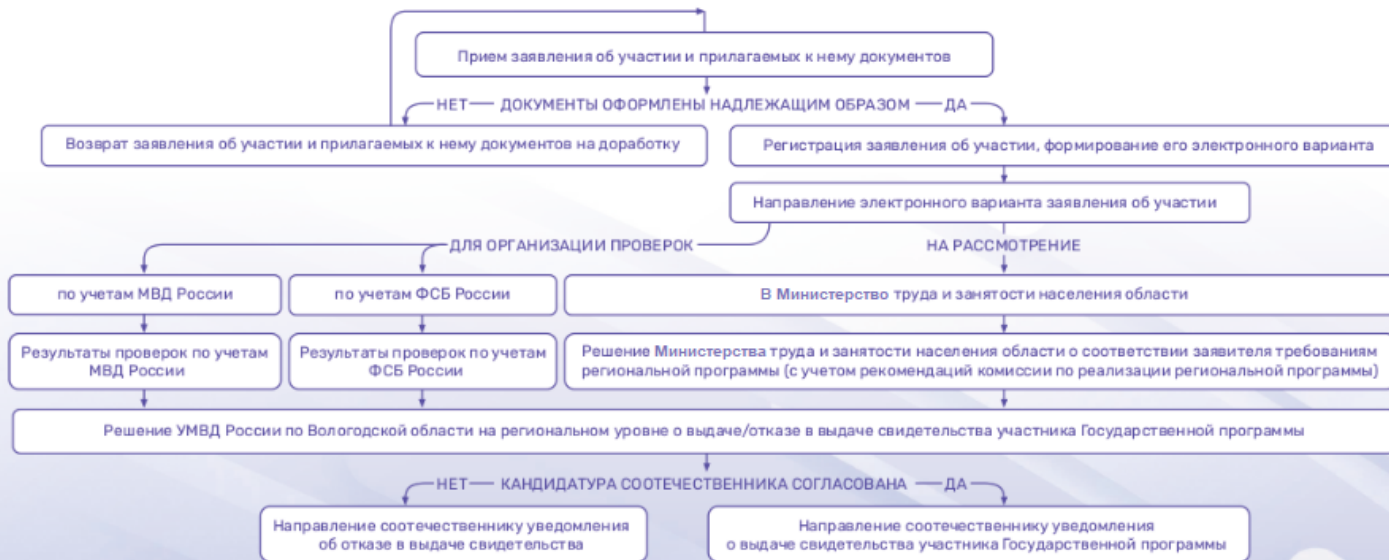 Прием заявления об участии и прилагаемых к нему документов
НЕТ
ДОКУМЕНТЫ ОФОРМЛЕНЫ НАДЛЕЖАЩИМ ОБРАЗОМ
ДА
Возврат заявления об участии и прилагаемых к нему документов на доработку
Регистрация заявления об участии, формирование его электронного варианта
Направление электронного варианта заявления об участии
ДЛЯ ОРГАНИЗАЦИИ ПРОВЕРОК
НА РАССМОТРЕНИЕ
по учетам МВД России
по учетам ФСБ России
В Министерство труда и занятости населения области
Результаты проверок по учетам
МВД России
Результаты проверок по учетам
ФСБ России
Решение Министерства труда и занятости населения области о соответствии заявителя требованиям
региональной программы (с учетом рекомендаций комиссии по реализации региональной программы)
Решение УМВД России по Вологодской области на региональном уровне о выдаче/отказе в выдаче свидетельства участника Государственной программы
НЕТ
КАНДИДАТУРА СООТЕЧЕСТВЕННИКА СОГЛАСОВАНА
ДА
Направление соотечественнику уведомления
об отказе в выдаче свидетельства
Направление соотечественнику уведомления
о выдаче свидетельства участника Государственной программы